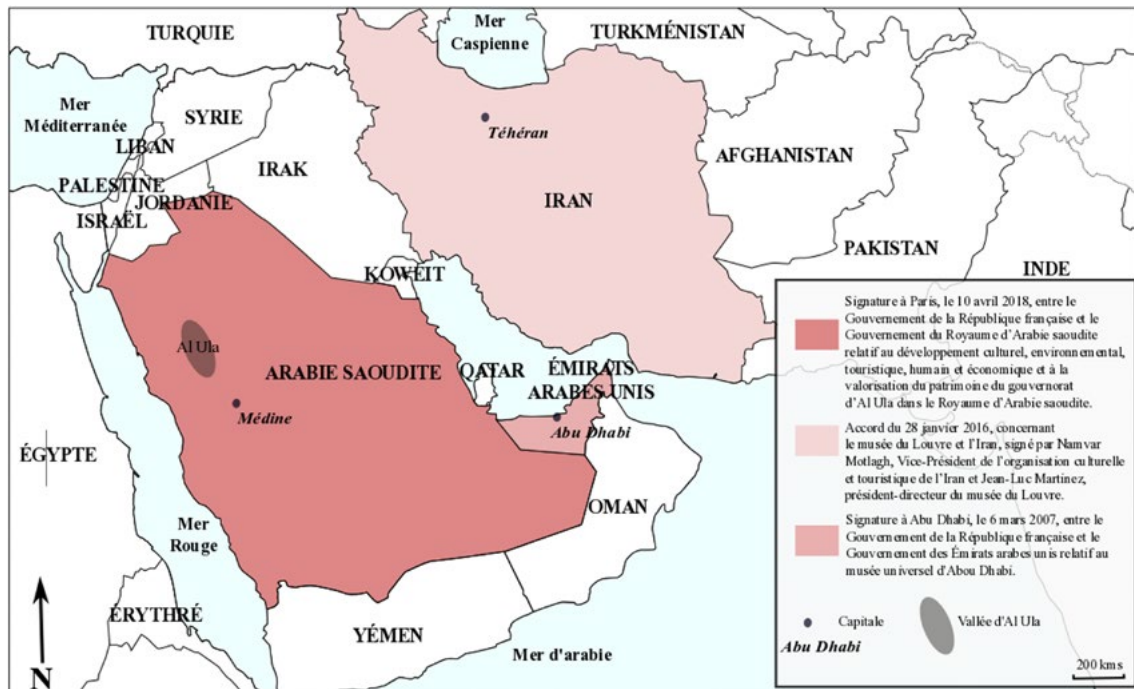 TURQUIE
Mer
Caspienne
TURKMÉNISTAN
Mer
Méditerranée
SYRIE
LIBAN
Téhéran
IRAK
AFGHANISTAN
PALESTINE
JORDANIE
IRAN
ISRAËL
PAKISTAN
KOWEIT
INDE
Al Ula
ARABIE SAOUDITE
QATAR
ÉMIRATS
ARABES UNIS
Médine
Abu Dhabi
ÉGYPTE
OMAN
Mer
Rouge
ÉRYTHRÉ
YÉMEN
Mer d'arabie
N
Signature à Paris, le 10 avril 2018, entre le
Gouvernement de la République française et le
Gouvernement du Royaume d'Arabie saoudite
relatif au développement culturel, environnemental,
touristique, humain et économique et à la
valorisation du patrimoine du gouvernorat
d'Al Ula dans le Royaume d'Arabie saoudite.
Accord du 28 janvier 2016, concernant
le musée du Louvre et l'Iran, signé par Namvar
Motlagh, Vice-Président de l'organisation culturelle
et touristique de l'Iran et Jean-Luc Martinez,
président-directeur du musée du Louvre.
Signature à Abu Dhabi, le 6 mars 2007, entre le
Gouvernement de la République française et le
Gouvernement des Émirats arabes unis relatif au
musée universel d'Abou Dhabi.
Capitale
Vallée d'Al Ula
Abu Dhabi
200 kms